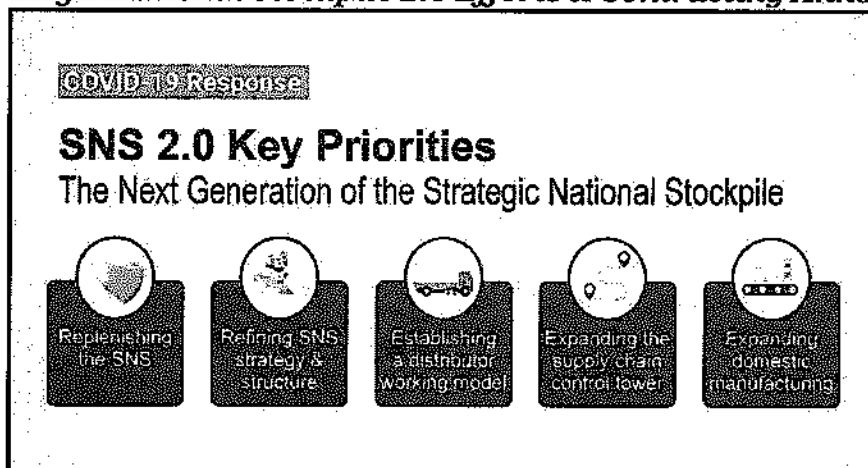 COVID-19 Response
SNS 2.0 Key Priorities
The Next Generation of the Strategic National Stockpile
Replenishing
the SNS
Refining SNS
strategy &
structure
Establishing
a distributor
working model
Expanding the
supply chain
control tower
Expanding
domestic
manufacturing